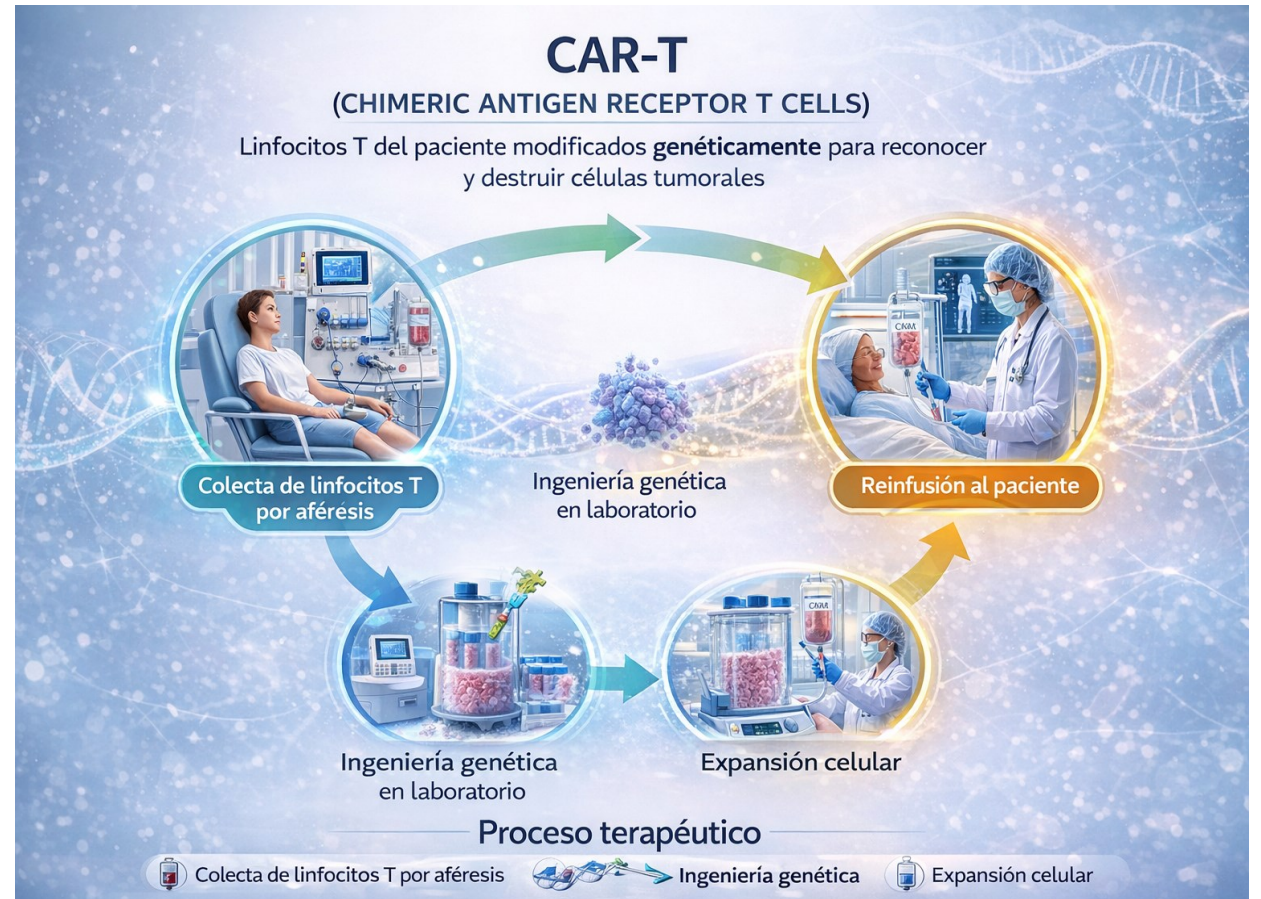 CAR-T
(CHIMERIC ANTIGEN RECEPTOR T CELLS)
Linfocitos T del paciente modificados genéticamente para reconocer
y destruir células tumorales
Colecta de linfocitos T
por aféresis
Ingeniería genética
en laboratorio
Reinfusión al paciente
Ingeniería genética
en laboratorio
Expansión celular
Proceso terapéutico
Colecta de linfocitos T por aféresis
Ingeniería genética
Expansión celular